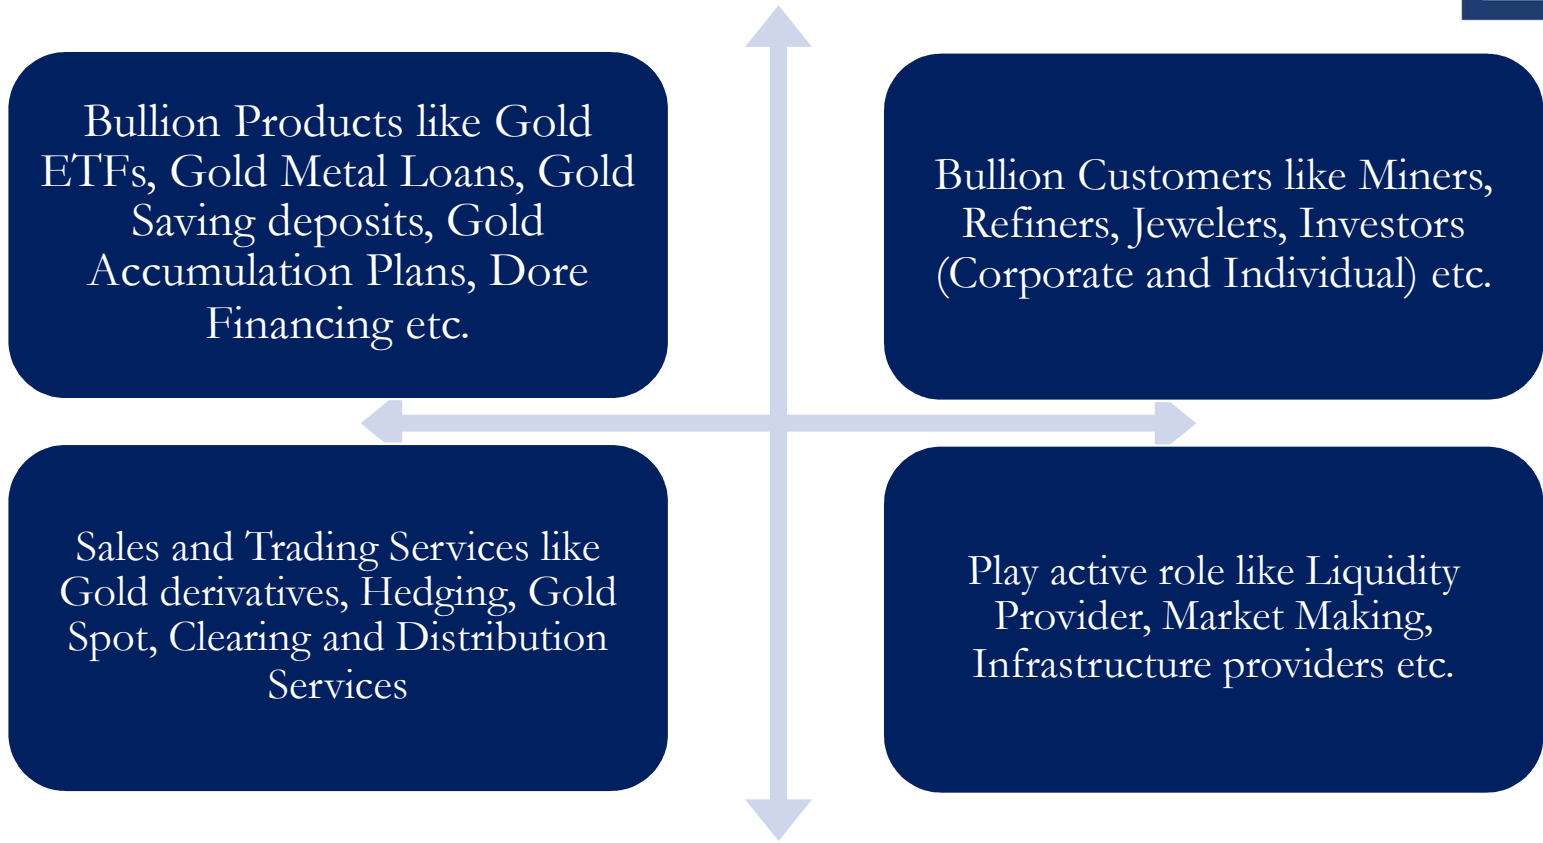 Bullion Products like Gold
ETFs, Gold Metal Loans, Gold
Saving deposits, Gold
Accumulation Plans, Dore
Financing etc.
Bullion Customers like Miners,
Refiners, Jewelers, Investors
(Corporate and Individual) etc.
Sales and Trading Services like
Gold derivatives, Hedging, Gold
Spot, Clearing and Distribution
Services
Play active role like Liquidity
Provider, Market Making,
Infrastructure providers etc.